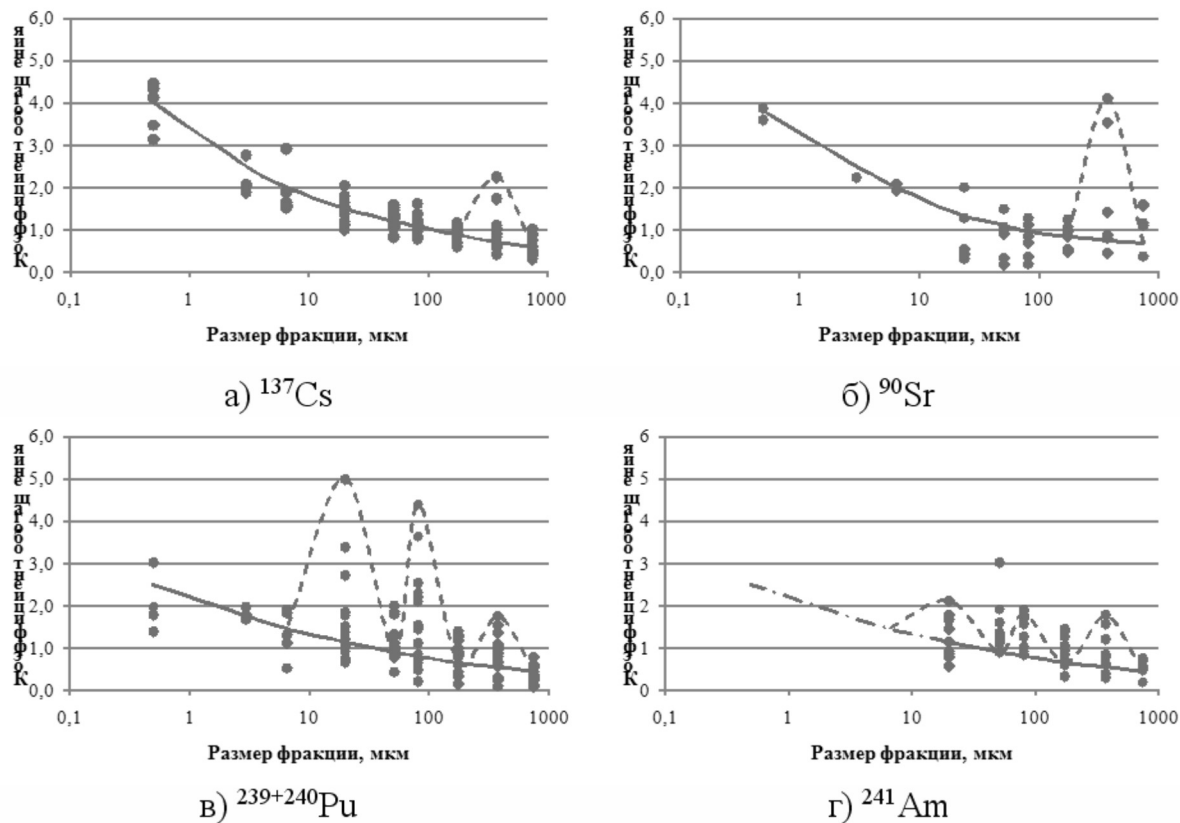 Коэффициент обогащения
6,0
5,0
4,0
3,0
2,0
1,0
0,0
0,1 1 10 100 1000
Размер фракции, мкм
а) ¹³⁷Cs
Коэффициент обогащения
6,0
5,0
4,0
3,0
2,0
1,0
0,0
0,1 1 10 100 1000
Размер фракции, мкм
б) ⁹⁰Sr
Коэффициент обогащения
6,0
5,0
4,0
3,0
2,0
1,0
0,0
0,1 1 10 100 1000
Размер фракции, мкм
в) ²³⁹⁺²⁴⁰Pu
Коэффициент обогащения
6
5
4
3
2
1
0
0,1 1 10 100 1000
Размер фракции, мкм
г) ²⁴¹Am